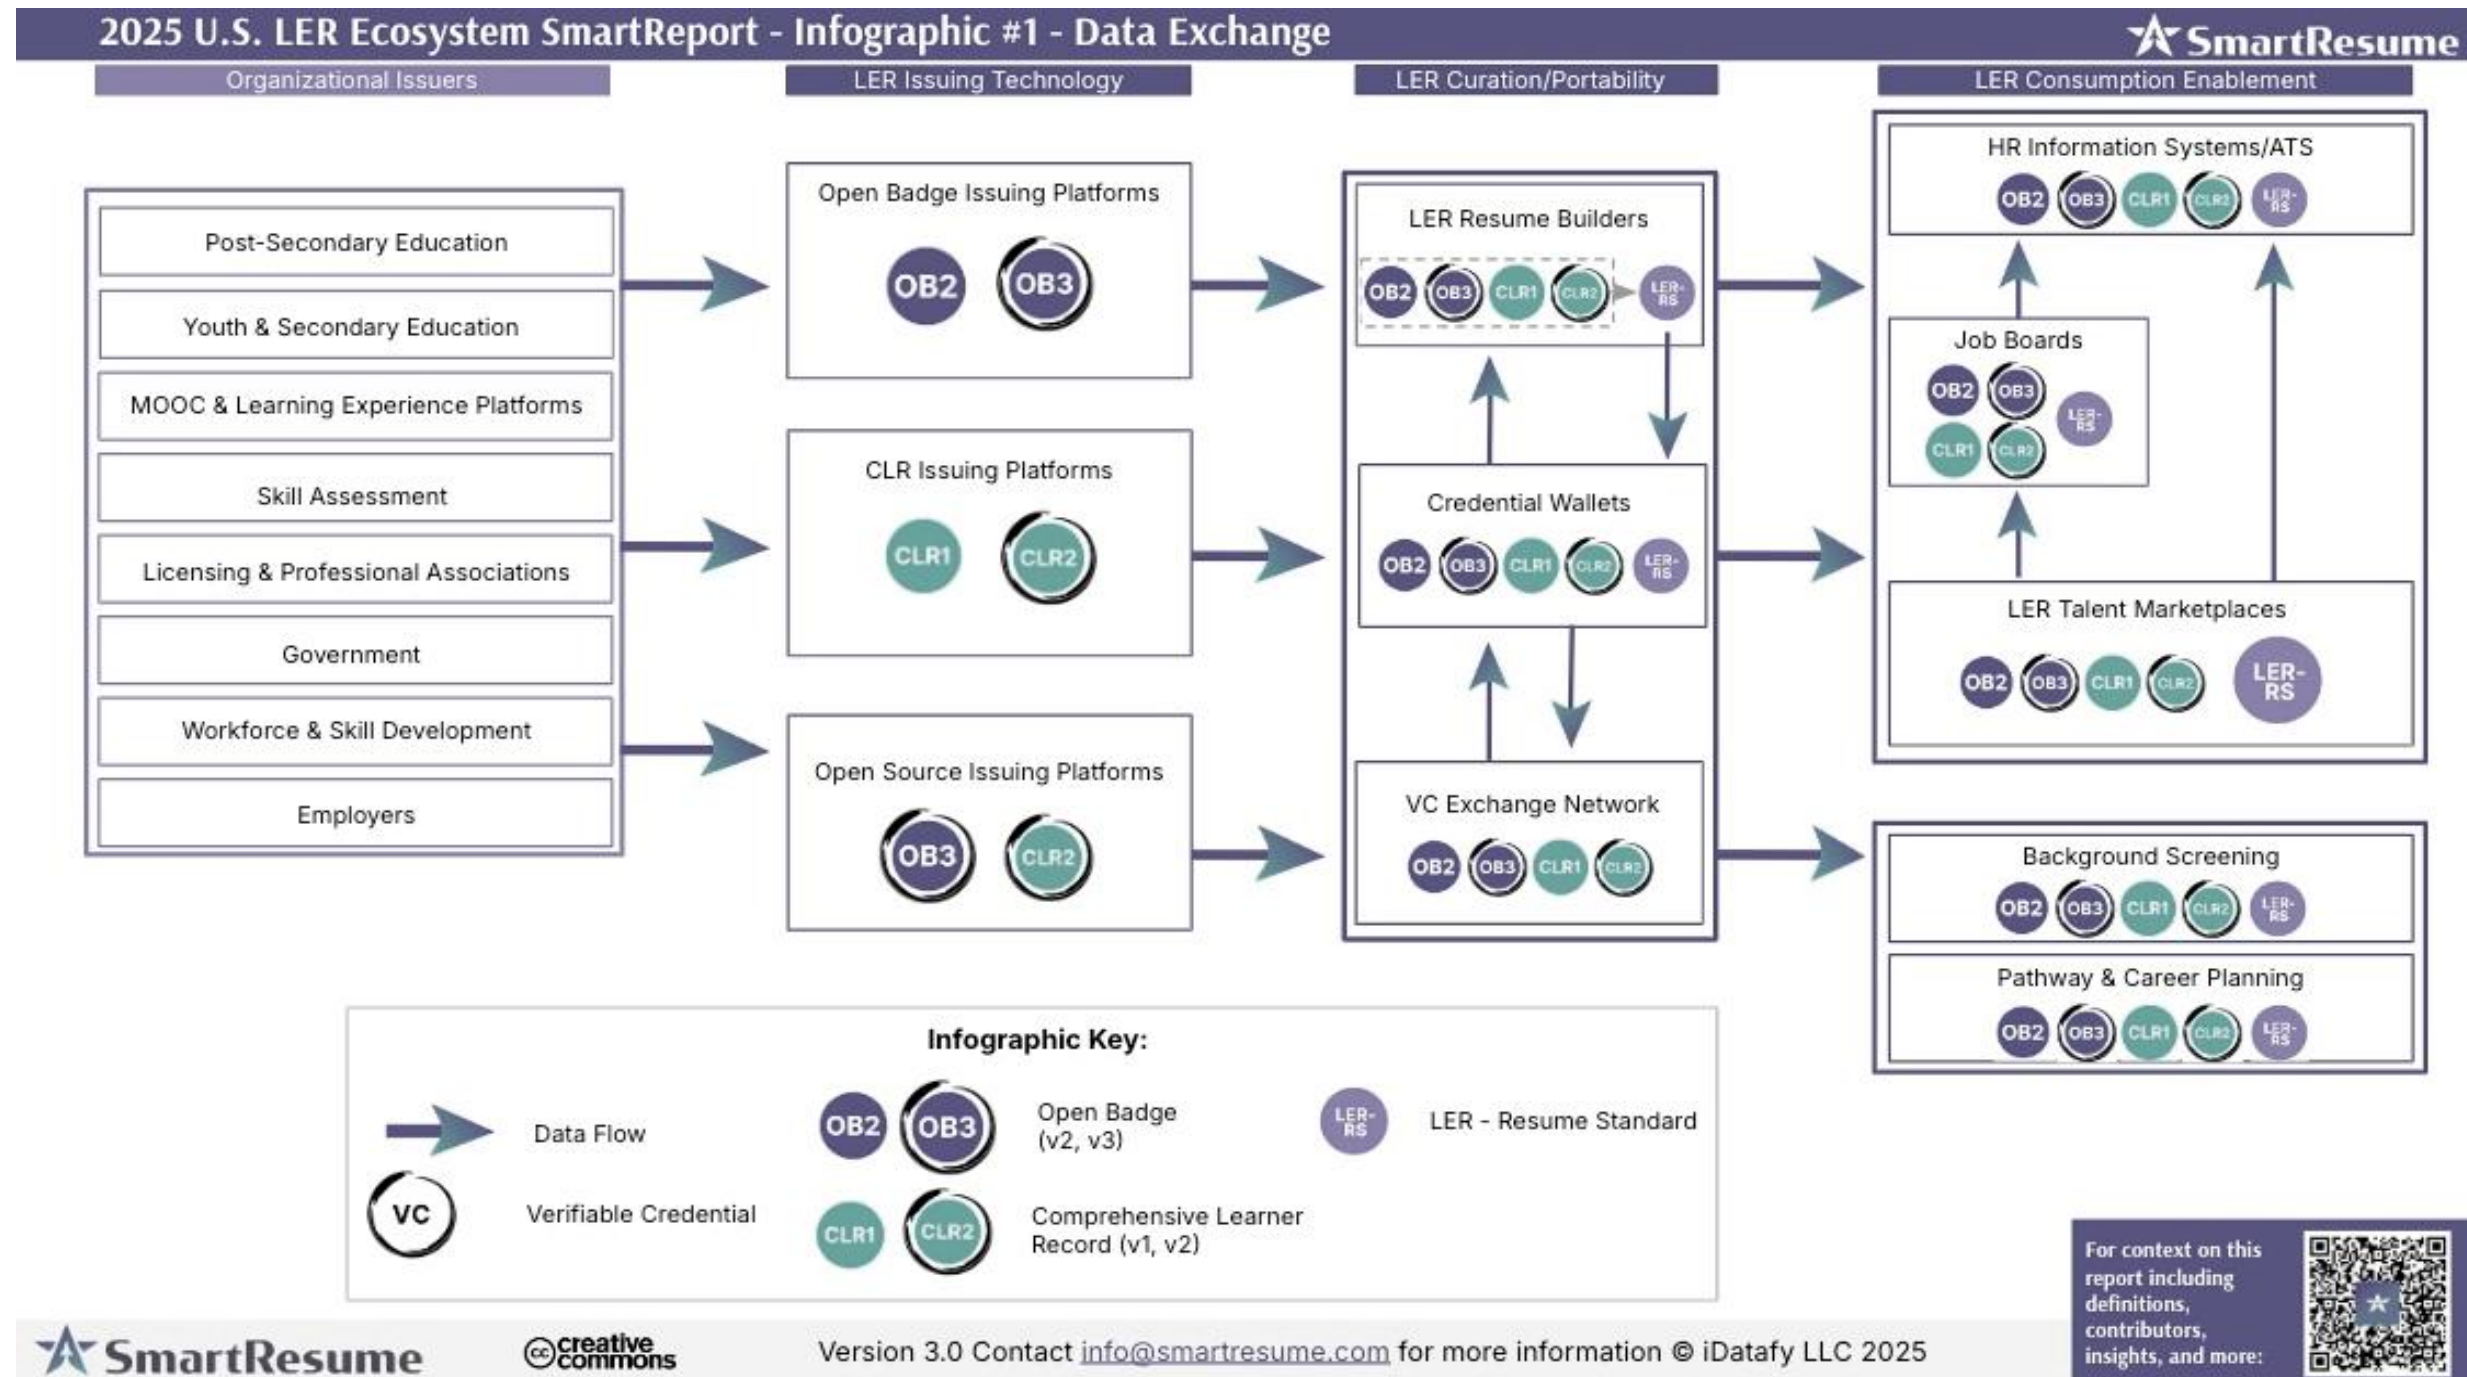 2025 U.S. LER Ecosystem SmartReport - Infographic #1 - Data Exchange
SmartResume
Organizational Issuers
Post-Secondary Education
Youth & Secondary Education
MOOC & Learning Experience Platforms
Skill Assessment
Licensing & Professional Associations
Government
Workforce & Skill Development
Employers
LER Issuing Technology
Open Badge Issuing Platforms
OB2 OB3
CLR Issuing Platforms
CLR1 CLR2
Open Source Issuing Platforms
OB3 CLR2
LER Curation/Portability
LER Resume Builders
OB2 OB3 CLR1 CLR2 LER-
RS
Credential Wallets
OB2 OB3 CLR1 CLR2 LER-
RS
VC Exchange Network
OB2 OB3 CLR1 CLR2
LER Consumption Enablement
HR Information Systems/ATS
OB2 OB3 CLR1 CLR2 LER-
RS
Job Boards
OB2 OB3
LER-
RS
CLR1 CLR2
LER Talent Marketplaces
OB2 OB3 CLR1 CLR2 LER-
RS
Background Screening
OB2 OB3 CLR1 CLR2 LER-
RS
Pathway & Career Planning
OB2 OB3 CLR1 CLR2 LER-
RS
Infographic Key:
Data Flow
VC
Verifiable Credential
OB2 OB3
Open Badge
(v2, v3)
CLR1 CLR2
Comprehensive Learner
Record (v1, v2)
LER-
RS
LER - Resume Standard
For context on this
report including
definitions,
contributors,
insights, and more:
SmartResume
cc creative
commons
Version 3.0 Contact info@smartresume.com for more information © iDatafy LLC 2025